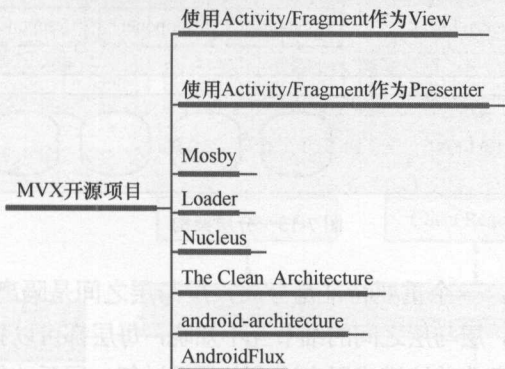 使用Activity/Fragment作为View
使用Activity/Fragment作为Presenter
Mosby
MVX开源项目
Loader
Nucleus
The Clean Architecture
android-architecture
AndroidFlux